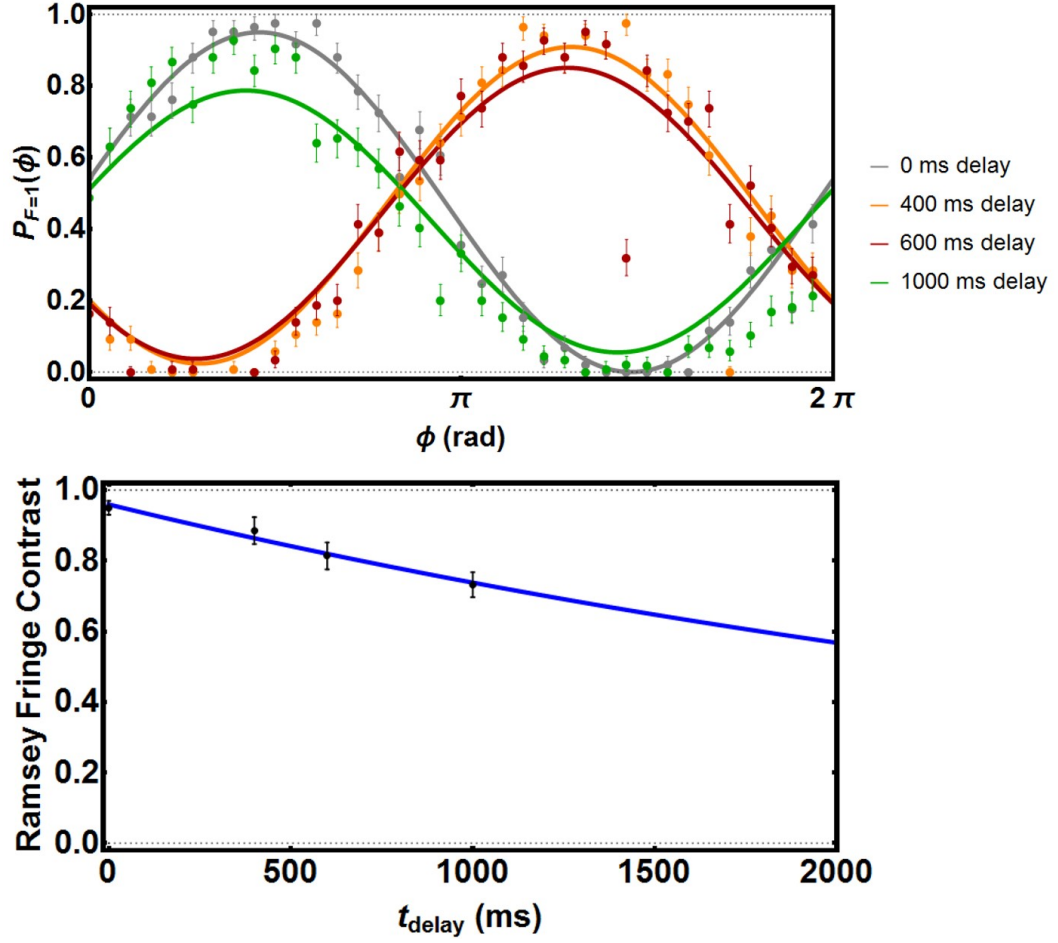 1.0
0.8
0.6
0.4
0.2
0.0
P_{F=1}(ϕ)
0 π 2 π
ϕ (rad)
0 ms delay
400 ms delay
600 ms delay
1000 ms delay
1.0
0.8
0.6
0.4
0.2
0.0
Ramsey Fringe Contrast
0 500 1000 1500 2000
t_{delay} (ms)